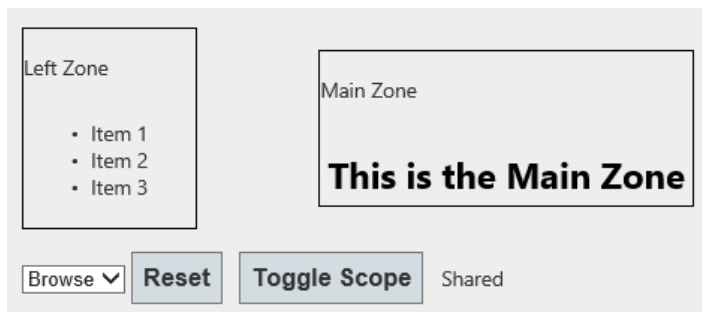 Left Zone
• Item 1
• Item 2
• Item 3
Main Zone
This is the Main Zone
Browse Reset Toggle Scope Shared